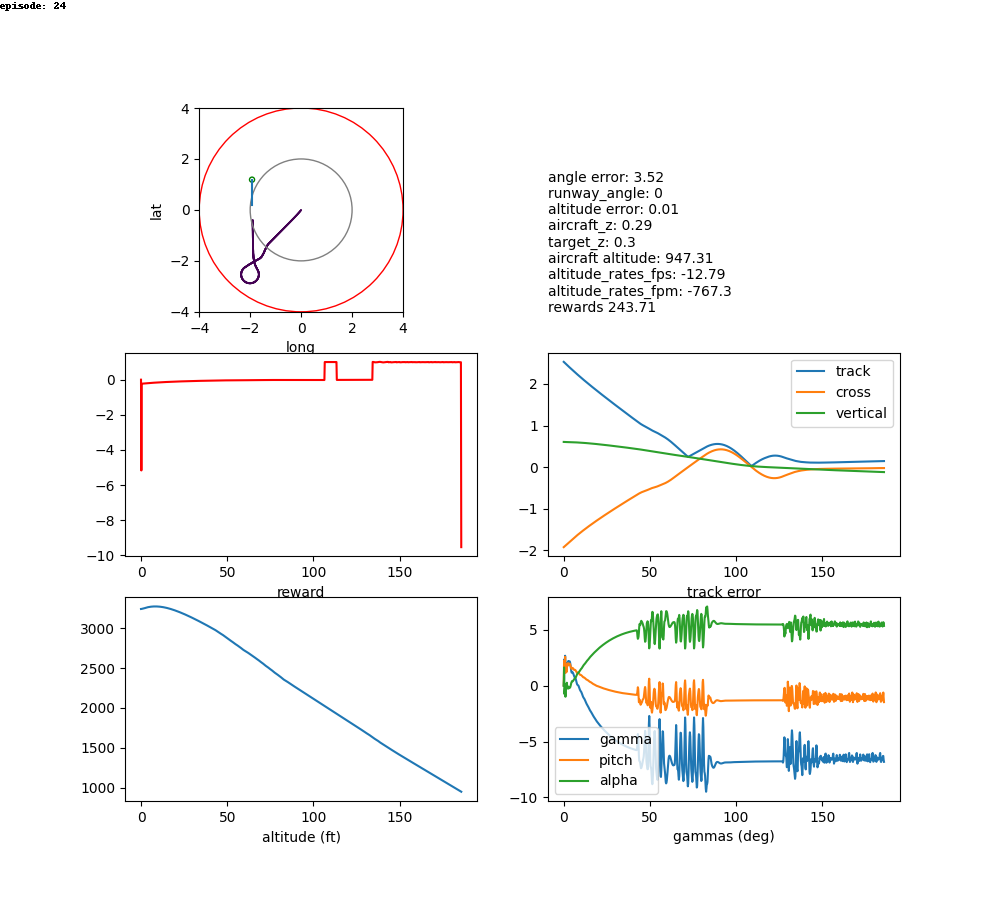 episode: 24
4
2
0
−2
−4
lat
−4 −2 0 2 4
long
angle error: 3.52
runway_angle: 0
altitude error: 0.01
aircraft_z: 0.29
target_z: 0.3
aircraft altitude: 947.31
altitude_rates_fps: -12.79
altitude_rates_fpm: -767.3
rewards 243.71
0
−2
−4
−6
−8
−10
0 50 100 150
reward
track
cross
vertical
2
1
0
−1
−2
0 50 100 150
track error
3000
2500
2000
1500
1000
0 50 100 150
altitude (ft)
5
0
−5
−10
gamma
pitch
alpha
0 50 100 150
gammas (deg)